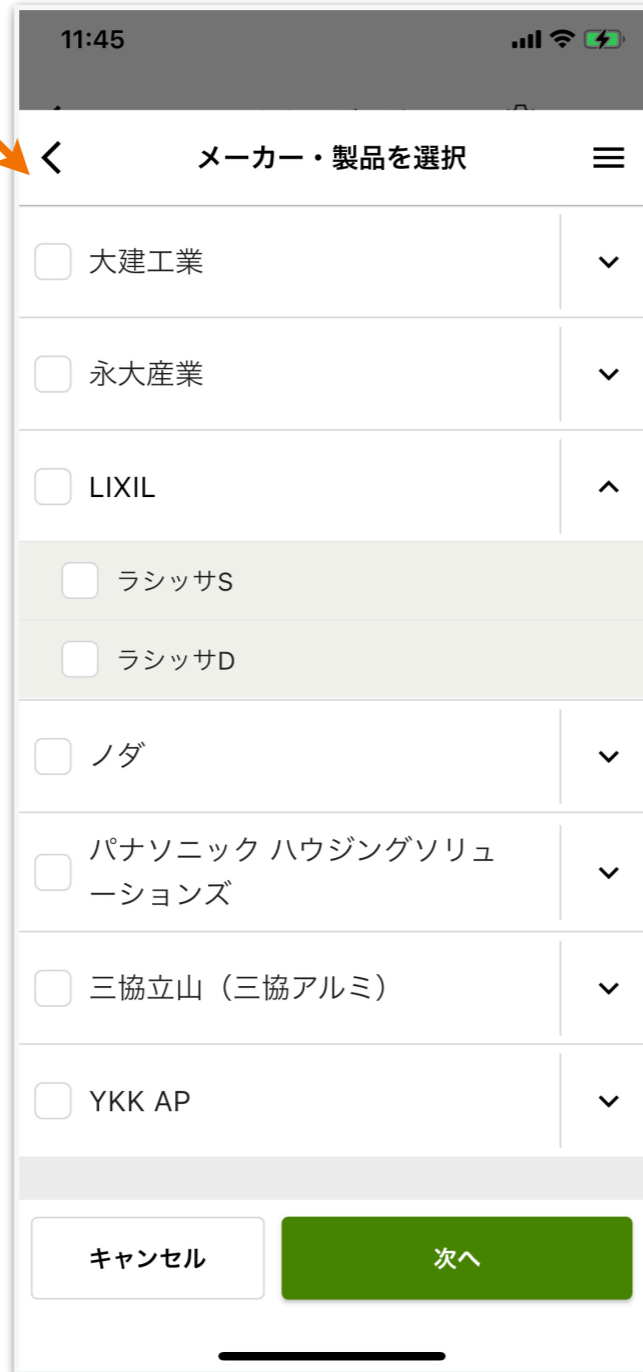 11:45
メーカー・製品を選択
大建工業
永大産業
LIXIL
ラシッサS
ラシッサD
ノダ
パナソニック ハウジングソリュ
ーションズ
三協立山（三協アルミ）
YKK AP
キャンセル
次へ